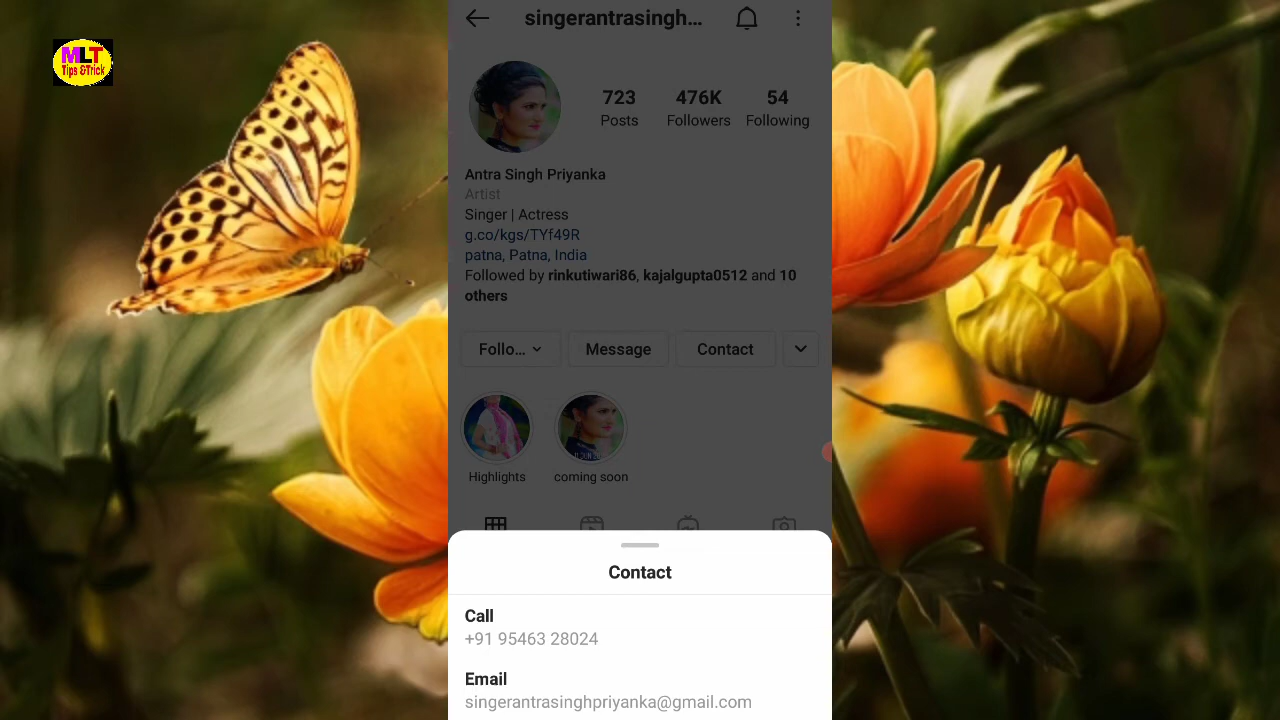 MLT
Tips &Trick
singerantrasingh...
723
476K
54
Posts
Followers
Following
Antra Singh Priyanka
Artist
Singer | Actress
g.co/kgs/TYf49R
patna, Patna, India
Followed by rinkutiwari86, kajalgupta0512 and 10
others
Follo...
Message
Contact
Highlights
coming soon
Contact
Call
+91 95463 28024
Email
singerantrasinghpriyanka@gmail.com